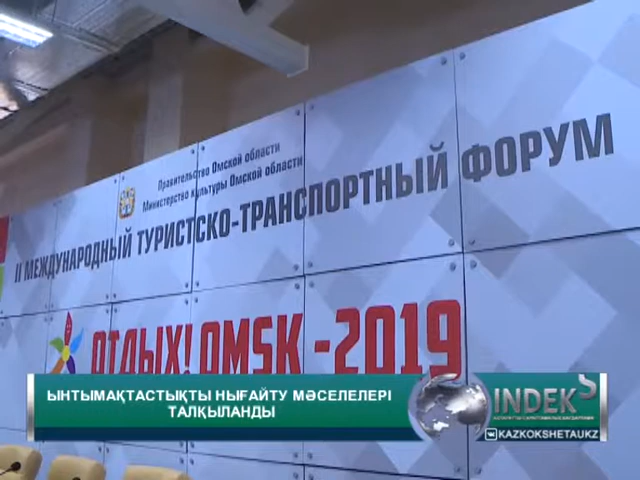 Правительство Омской области
Министерство культуры Омской области
II МЕЖДУНАРОДНЫЙ ТУРИСТСКО-ТРАНСПОРТНЫЙ ФОРУМ
ОТДЫХ! OMSK - 2019
ЫНТЫМАҚТАСТЫҚТЫ НЫҒАЙТУ МӘСЕЛЕЛЕРІ
ТАЛҚЫЛАНДЫ
INDEKS
KAZKOKSHETAUKZ